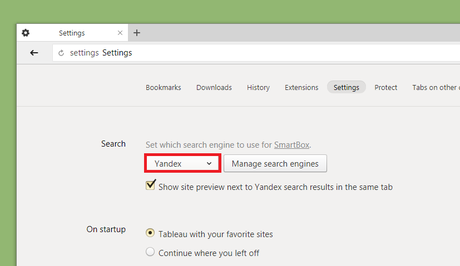 Settings
settings Settings
Bookmarks Downloads History Extensions Settings Protect Tabs on other
Search Set which search engine to use for SmartBox.
Yandex Manage search engines
Show site preview next to Yandex search results in the same tab
On startup Tableau with your favorite sites
Continue where you left off